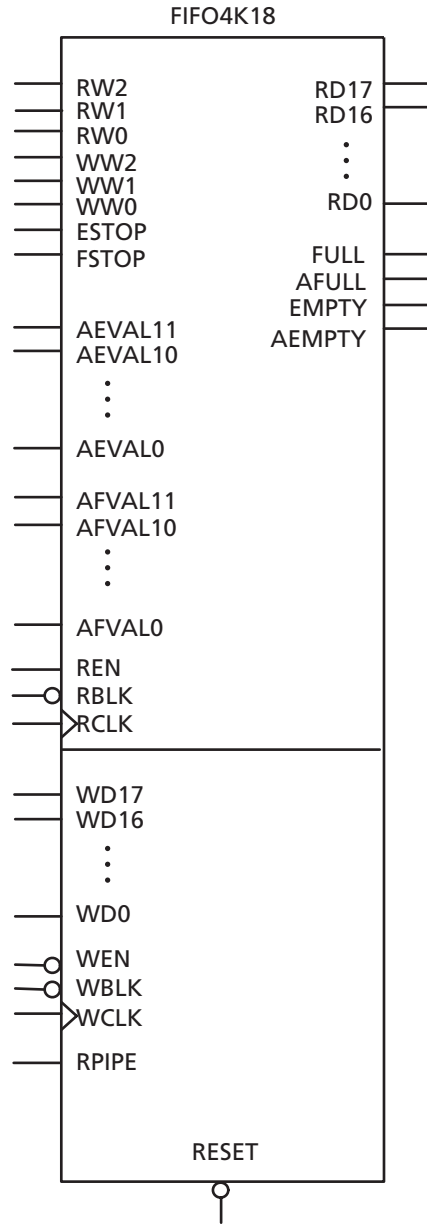 FIFO4K18
RW2
RW1
RW0
WW2
WW1
WW0
ESTOP
FSTOP
AEVAL11
AEVAL10
AEVAL0
AFVAL11
AFVAL10
AFVAL0
REN
RBLK
RCLK
WD17
WD16
WD0
WEN
WBLK
WCLK
RPIPE
RD17
RD16
RD0
FULL
AFULL
EMPTY
AEMPTY
RESET